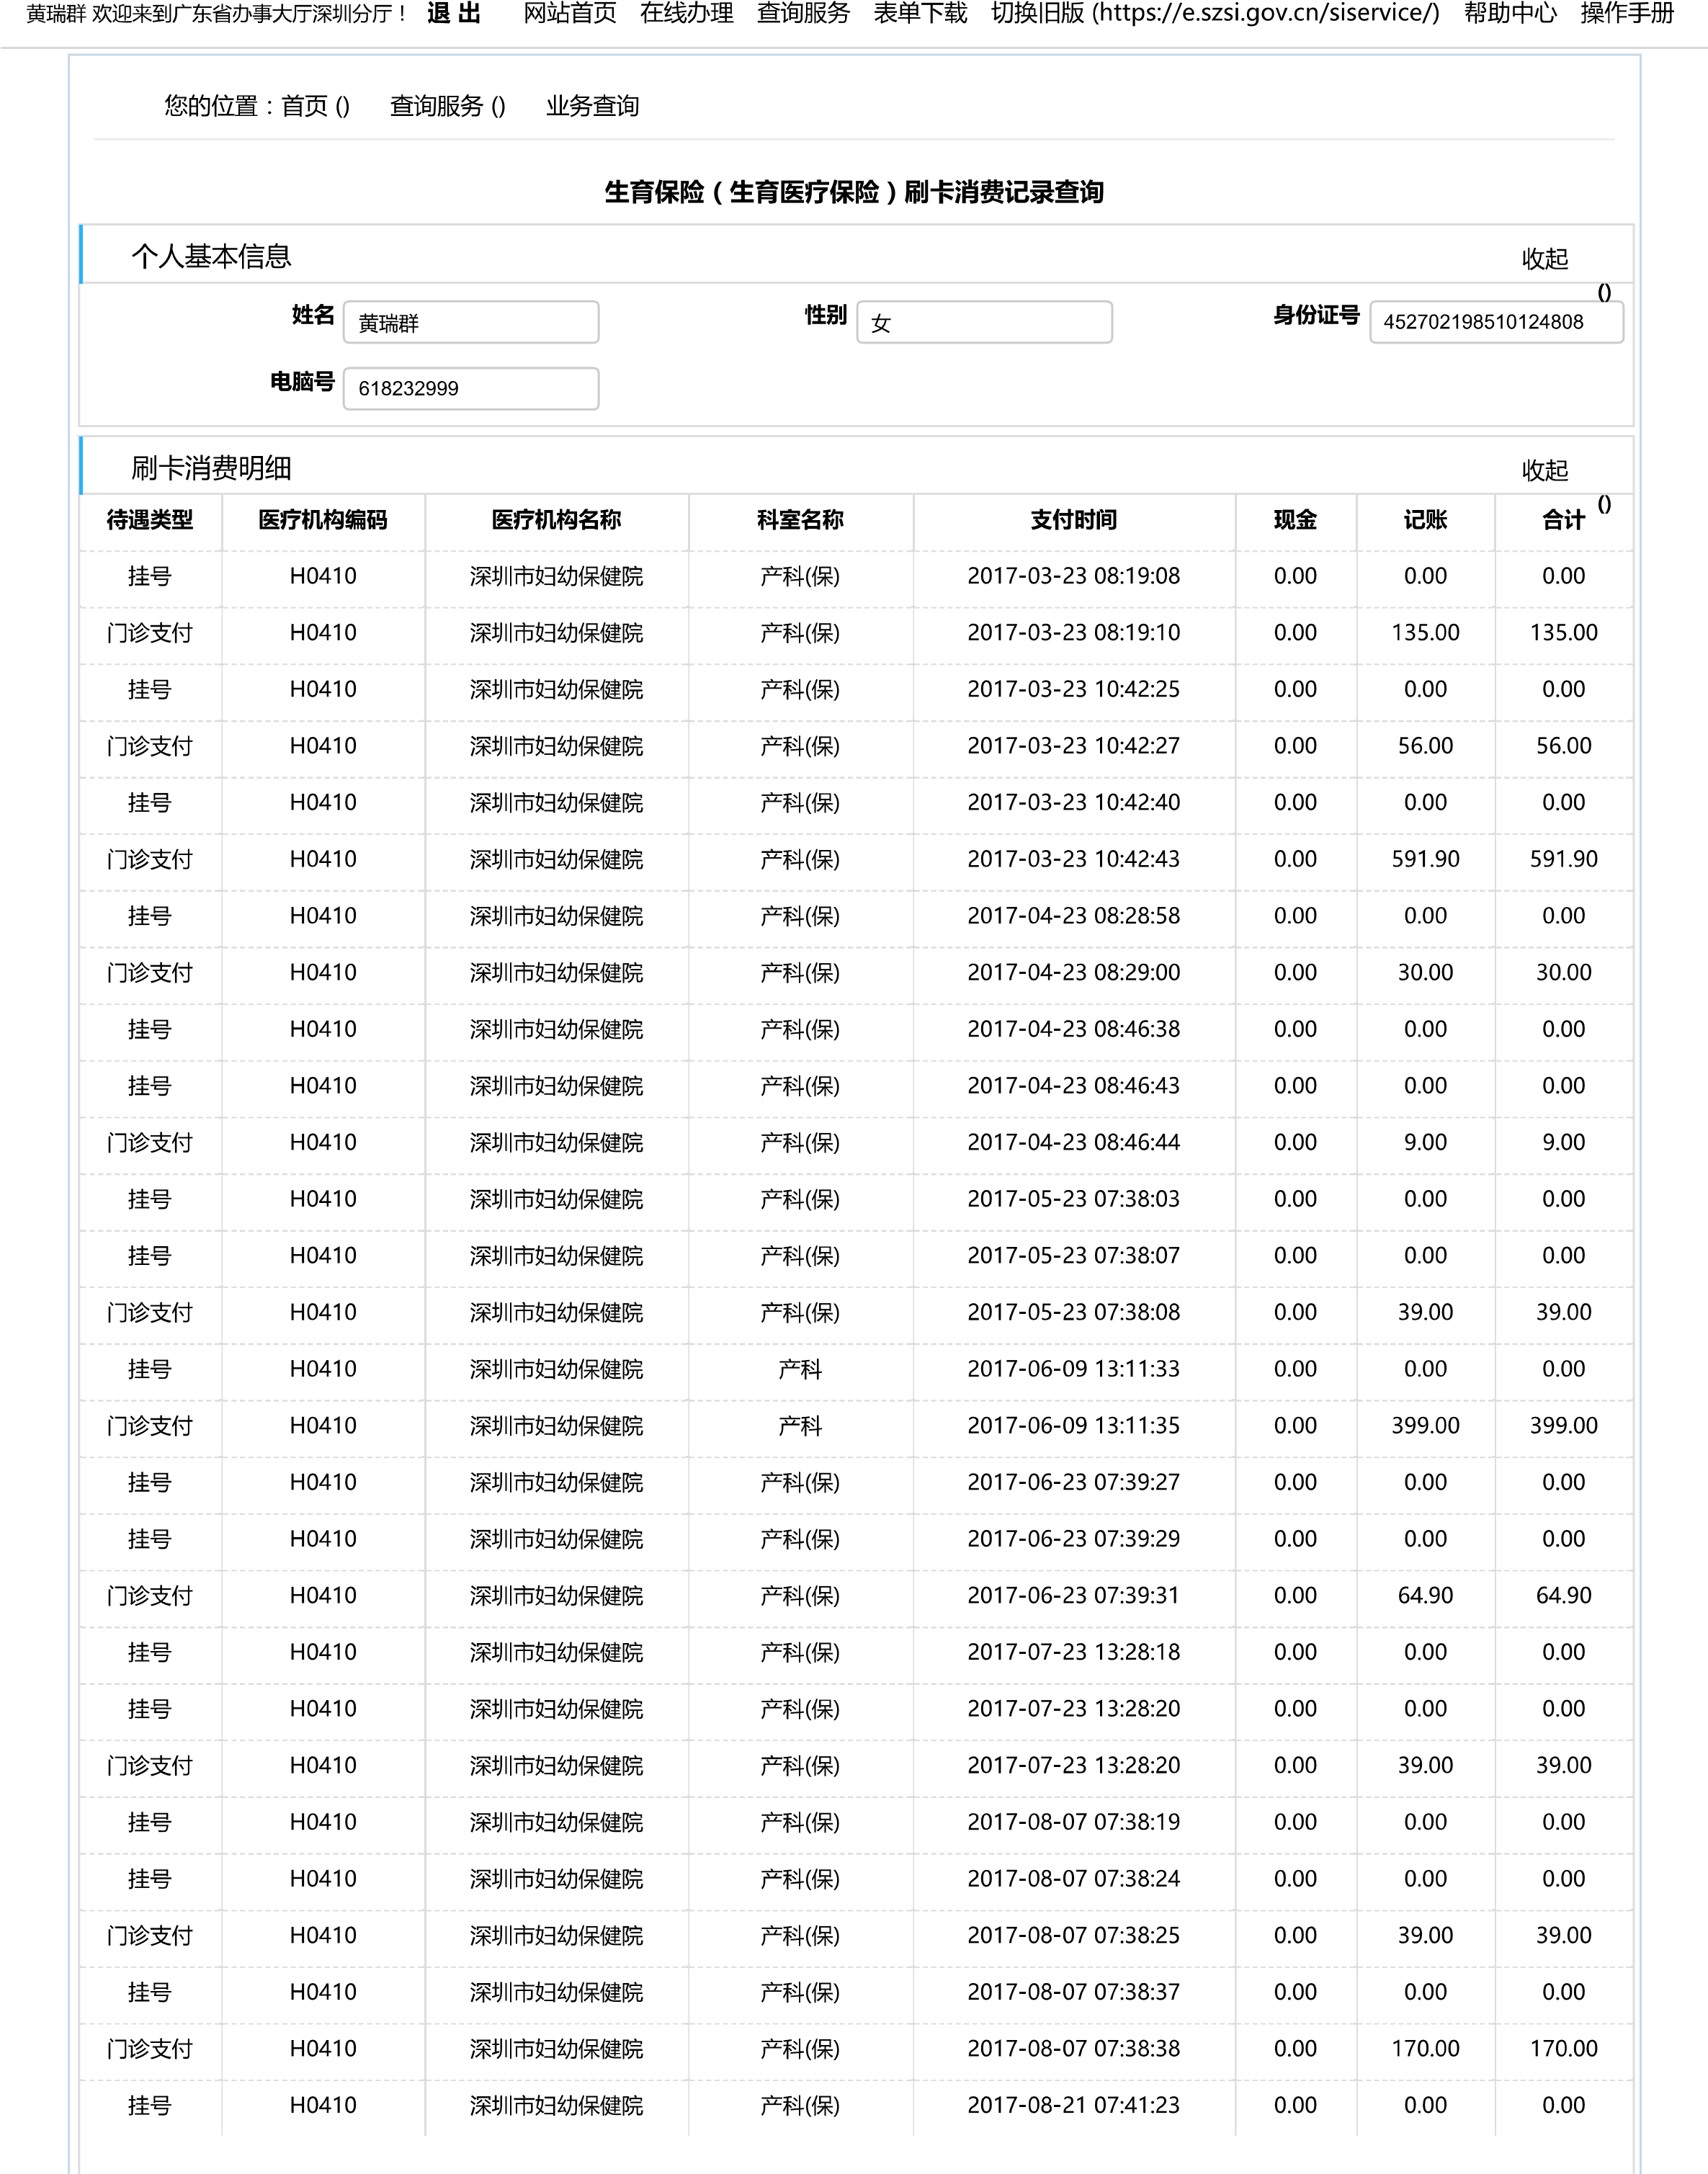 黄瑞群 欢迎来到广东省办事大厅深圳分厅！ 退 出 网站首页 在线办理 查询服务 表单下载 切换旧版 (https://e.szsi.gov.cn/siservice/) 帮助中心 操作手册
您的位置：首页 () 查询服务 () 业务查询
生育保险（生育医疗保险）刷卡消费记录查询
个人基本信息 收起
()
姓名 黄瑞群 性别 女 身份证号 452702198510124808
电脑号 618232999
刷卡消费明细 收起
()
待遇类型 医疗机构编码 医疗机构名称 科室名称 支付时间 现金 记账 合计
挂号 H0410 深圳市妇幼保健院 产科(保) 2017-03-23 08:19:08 0.00 0.00 0.00
门诊支付 H0410 深圳市妇幼保健院 产科(保) 2017-03-23 08:19:10 0.00 135.00 135.00
挂号 H0410 深圳市妇幼保健院 产科(保) 2017-03-23 10:42:25 0.00 0.00 0.00
门诊支付 H0410 深圳市妇幼保健院 产科(保) 2017-03-23 10:42:27 0.00 56.00 56.00
挂号 H0410 深圳市妇幼保健院 产科(保) 2017-03-23 10:42:40 0.00 0.00 0.00
门诊支付 H0410 深圳市妇幼保健院 产科(保) 2017-03-23 10:42:43 0.00 591.90 591.90
挂号 H0410 深圳市妇幼保健院 产科(保) 2017-04-23 08:28:58 0.00 0.00 0.00
门诊支付 H0410 深圳市妇幼保健院 产科(保) 2017-04-23 08:29:00 0.00 30.00 30.00
挂号 H0410 深圳市妇幼保健院 产科(保) 2017-04-23 08:46:38 0.00 0.00 0.00
挂号 H0410 深圳市妇幼保健院 产科(保) 2017-04-23 08:46:43 0.00 0.00 0.00
门诊支付 H0410 深圳市妇幼保健院 产科(保) 2017-04-23 08:46:44 0.00 9.00 9.00
挂号 H0410 深圳市妇幼保健院 产科(保) 2017-05-23 07:38:03 0.00 0.00 0.00
挂号 H0410 深圳市妇幼保健院 产科(保) 2017-05-23 07:38:07 0.00 0.00 0.00
门诊支付 H0410 深圳市妇幼保健院 产科(保) 2017-05-23 07:38:08 0.00 39.00 39.00
挂号 H0410 深圳市妇幼保健院 产科 2017-06-09 13:11:33 0.00 0.00 0.00
门诊支付 H0410 深圳市妇幼保健院 产科 2017-06-09 13:11:35 0.00 399.00 399.00
挂号 H0410 深圳市妇幼保健院 产科(保) 2017-06-23 07:39:27 0.00 0.00 0.00
挂号 H0410 深圳市妇幼保健院 产科(保) 2017-06-23 07:39:29 0.00 0.00 0.00
门诊支付 H0410 深圳市妇幼保健院 产科(保) 2017-06-23 07:39:31 0.00 64.90 64.90
挂号 H0410 深圳市妇幼保健院 产科(保) 2017-07-23 13:28:18 0.00 0.00 0.00
挂号 H0410 深圳市妇幼保健院 产科(保) 2017-07-23 13:28:20 0.00 0.00 0.00
门诊支付 H0410 深圳市妇幼保健院 产科(保) 2017-07-23 13:28:20 0.00 39.00 39.00
挂号 H0410 深圳市妇幼保健院 产科(保) 2017-08-07 07:38:19 0.00 0.00 0.00
挂号 H0410 深圳市妇幼保健院 产科(保) 2017-08-07 07:38:24 0.00 0.00 0.00
门诊支付 H0410 深圳市妇幼保健院 产科(保) 2017-08-07 07:38:25 0.00 39.00 39.00
挂号 H0410 深圳市妇幼保健院 产科(保) 2017-08-07 07:38:37 0.00 0.00 0.00
门诊支付 H0410 深圳市妇幼保健院 产科(保) 2017-08-07 07:38:38 0.00 170.00 170.00
挂号 H0410 深圳市妇幼保健院 产科(保) 2017-08-21 07:41:23 0.00 0.00 0.00